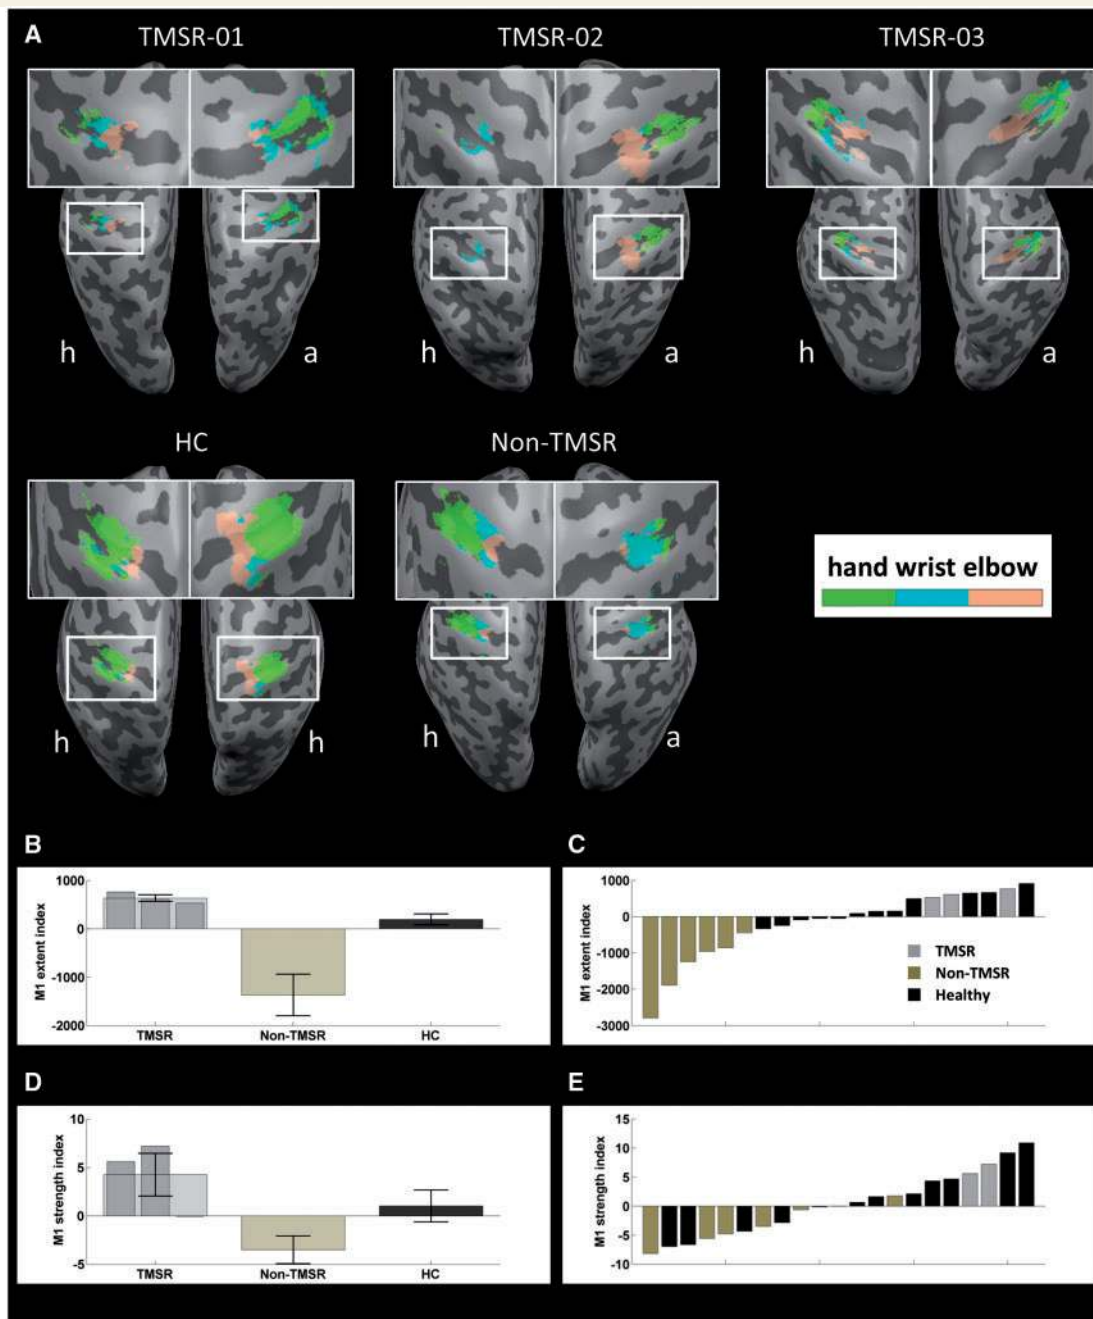 A
TMSR-01
TMSR-02
TMSR-03
h
a
h
a
h
a
HC
Non-TMSR
hand wrist elbow
h
h
h
a
B
M1 extent index
1000
0
-1000
-2000
TMSR
Non-TMSR
HC
C
M1 extent index
1000
0
-1000
-2000
-3000
TMSR
Non-TMSR
Healthy
D
M1 strength index
10
5
0
-5
TMSR
Non-TMSR
HC
E
M1 strength index
15
10
5
0
-5
-10